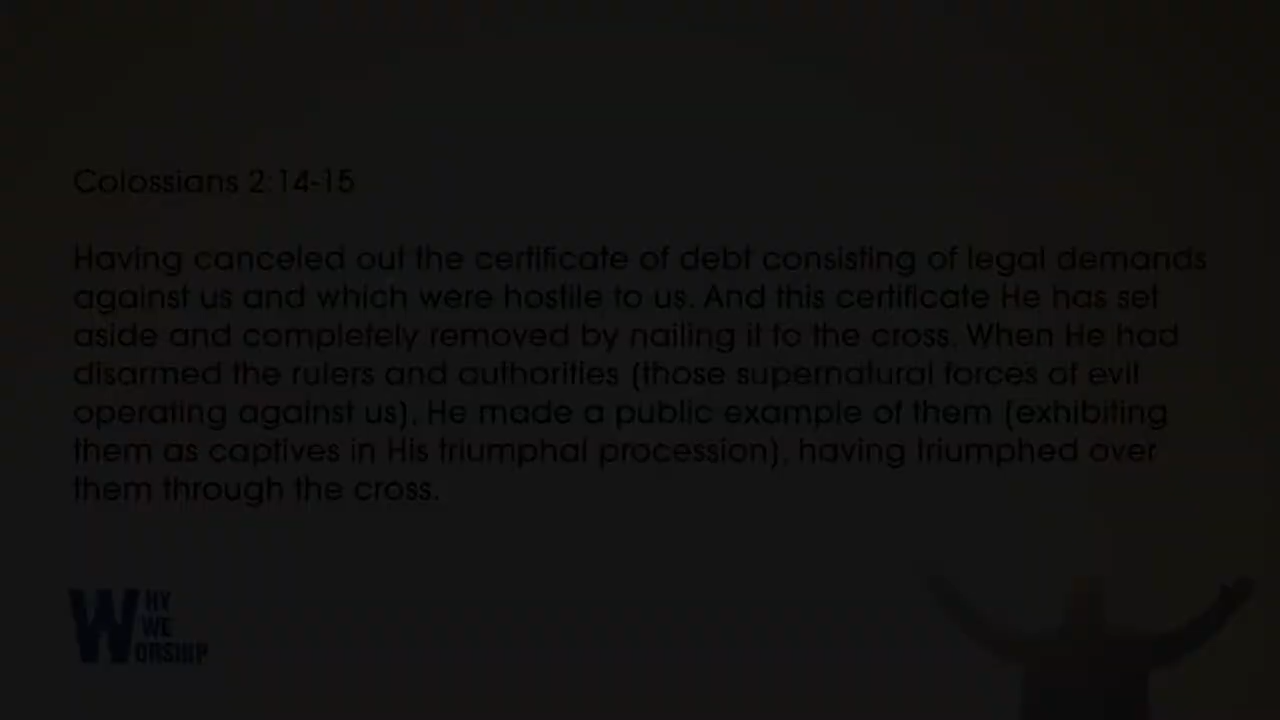 Colossians 2:14-15
Having canceled out the certificate of debt consisting of legal demands
against us and which were hostile to us. And this certificate He has set
aside and completely removed by nailing it to the cross. When He had
disarmed the rulers and authorities (those supernatural forces of evil
operating against us), He made a public example of them (exhibiting
them as captives in His triumphal procession), having triumphed over
them through the cross.
WHY
WE
WORSHIP